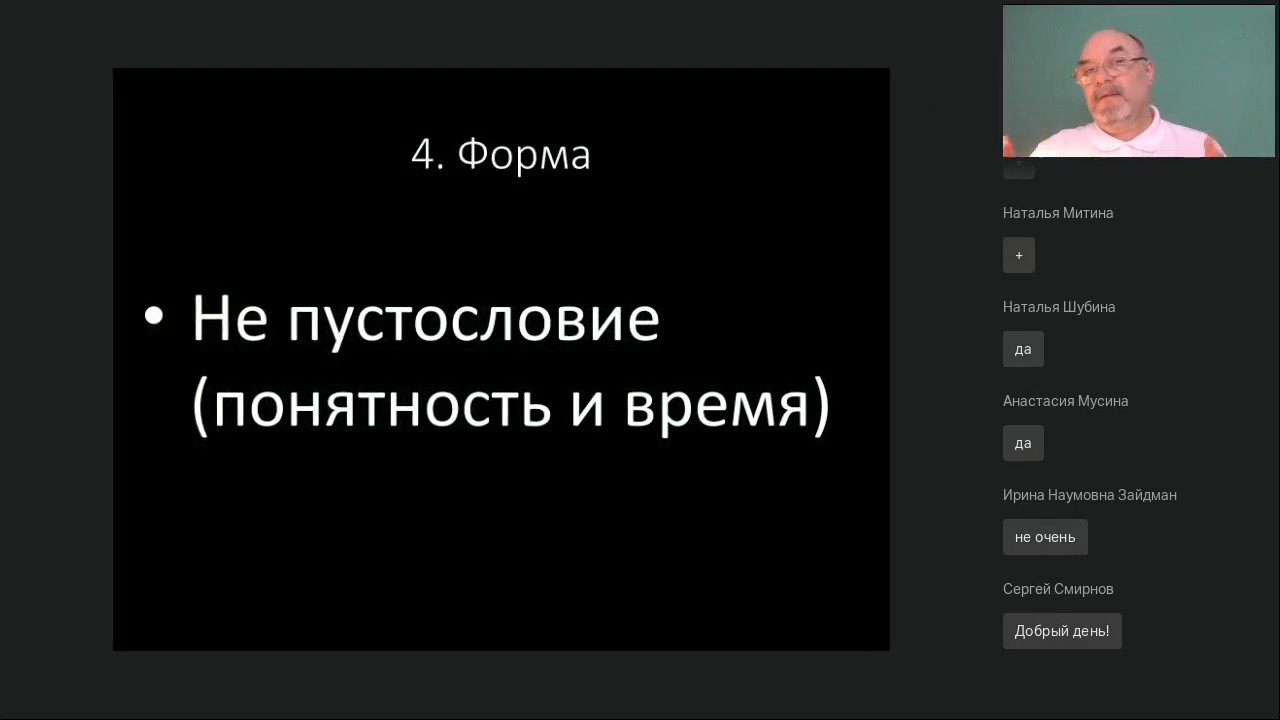 4. Форма
• Не пустословие
(понятность и время)
Наталья Митина
+
Наталья Шубина
да
Анастасия Мусина
да
Ирина Наумовна Зайдман
не очень
Сергей Смирнов
Добрый день!